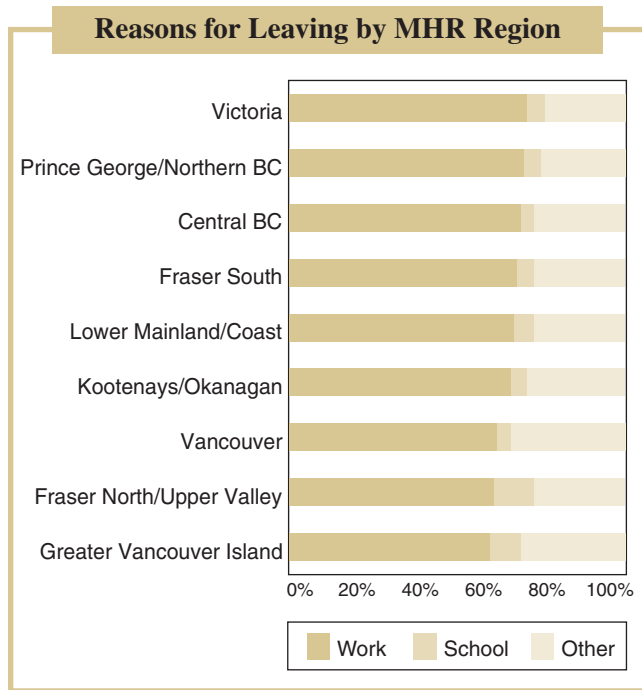 Reasons for Leaving by MHR Region
Victoria
Prince George/Northern BC
Central BC
Fraser South
Lower Mainland/Coast
Kootenays/Okanagan
Vancouver
Fraser North/Upper Valley
Greater Vancouver Island
0% 20% 40% 60% 80% 100%
Work School Other